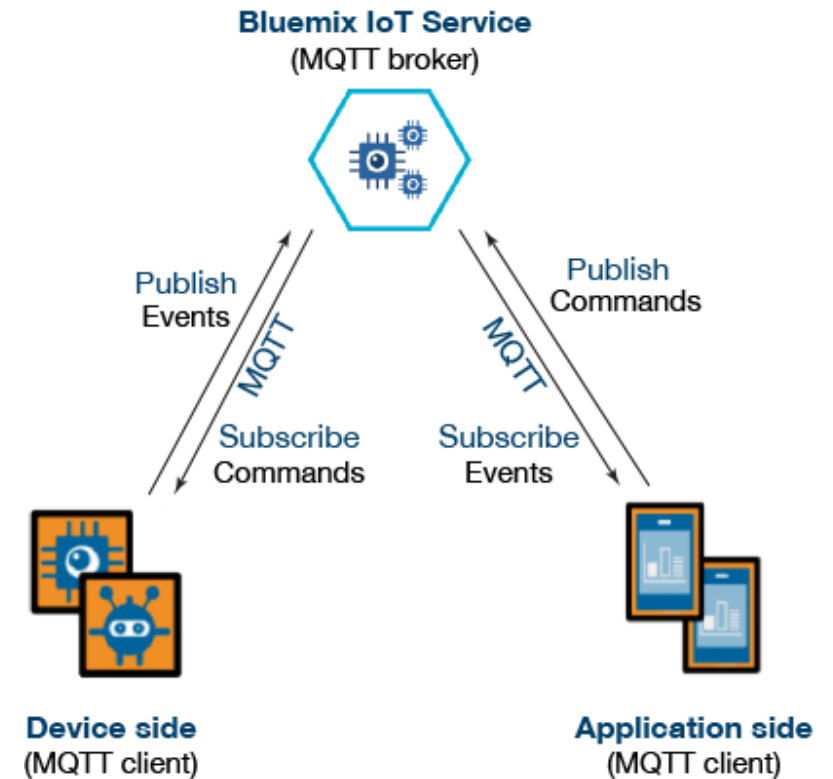 Bluemix IoT Service
(MQTT broker)
Publish
Events
MQTT
Subscribe
Commands
Publish
Commands
MQTT
Subscribe
Events
Device side
(MQTT client)
Application side
(MQTT client)